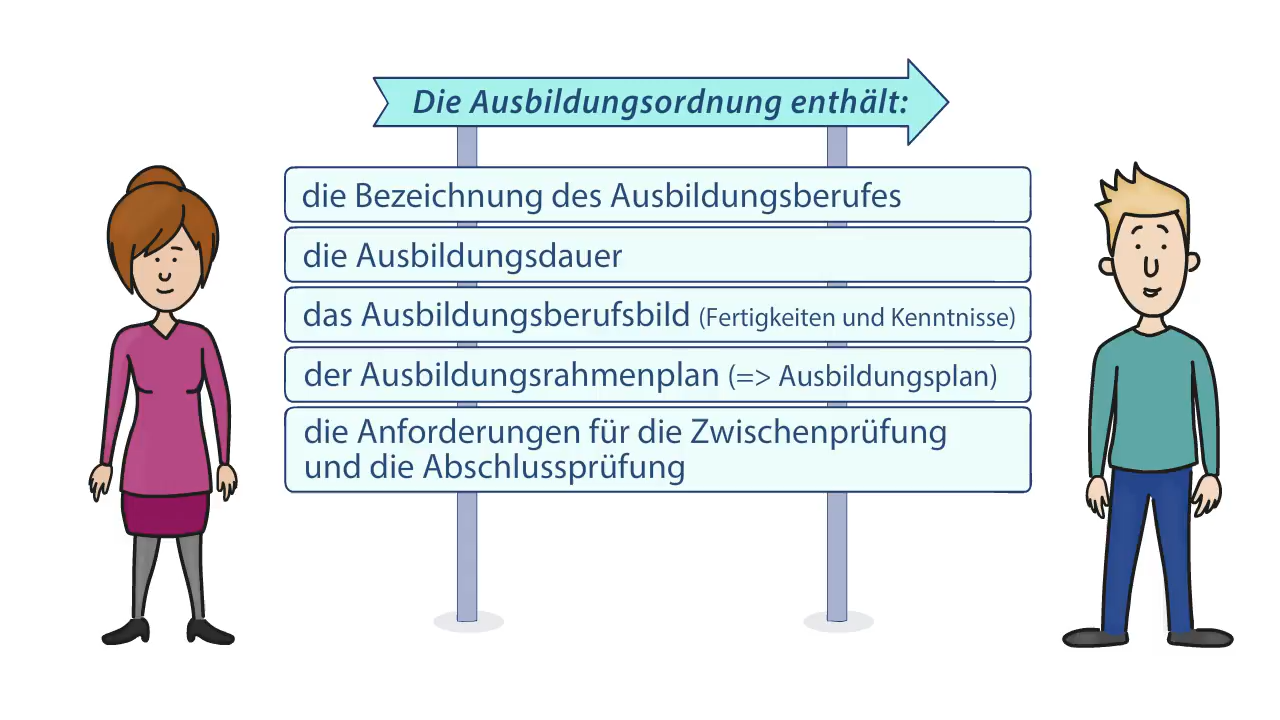 Die Ausbildungsordnung enthält:
die Bezeichnung des Ausbildungsberufes
die Ausbildungsdauer
das Ausbildungsberufsbild (Fertigkeiten und Kenntnisse)
der Ausbildungsrahmenplan (=> Ausbildungsplan)
die Anforderungen für die Zwischenprüfung
und die Abschlussprüfung